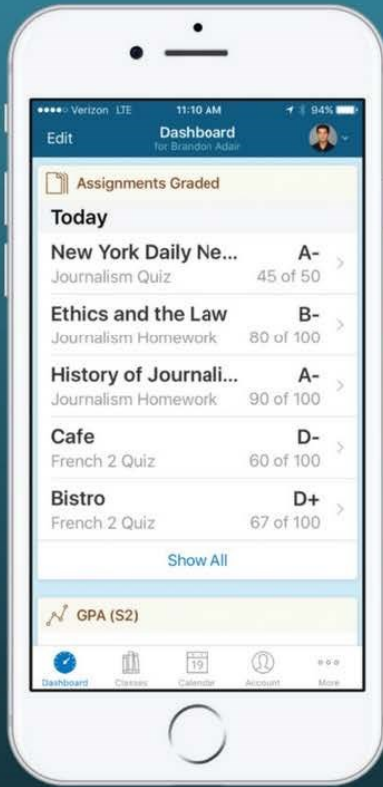 Verizon LTE 11:10 AM 94%
Edit Dashboard
for Brandon Adair
Assignments Graded
Today
New York Daily Ne... A-
Journalism Quiz 45 of 50
Ethics and the Law B-
Journalism Homework 80 of 100
History of Journali... A-
Journalism Homework 90 of 100
Cafe D-
French 2 Quiz 60 of 100
Bistro D+
French 2 Quiz 67 of 100
Show All
GPA (S2)
19
Dashboard Classes Calendar Account More